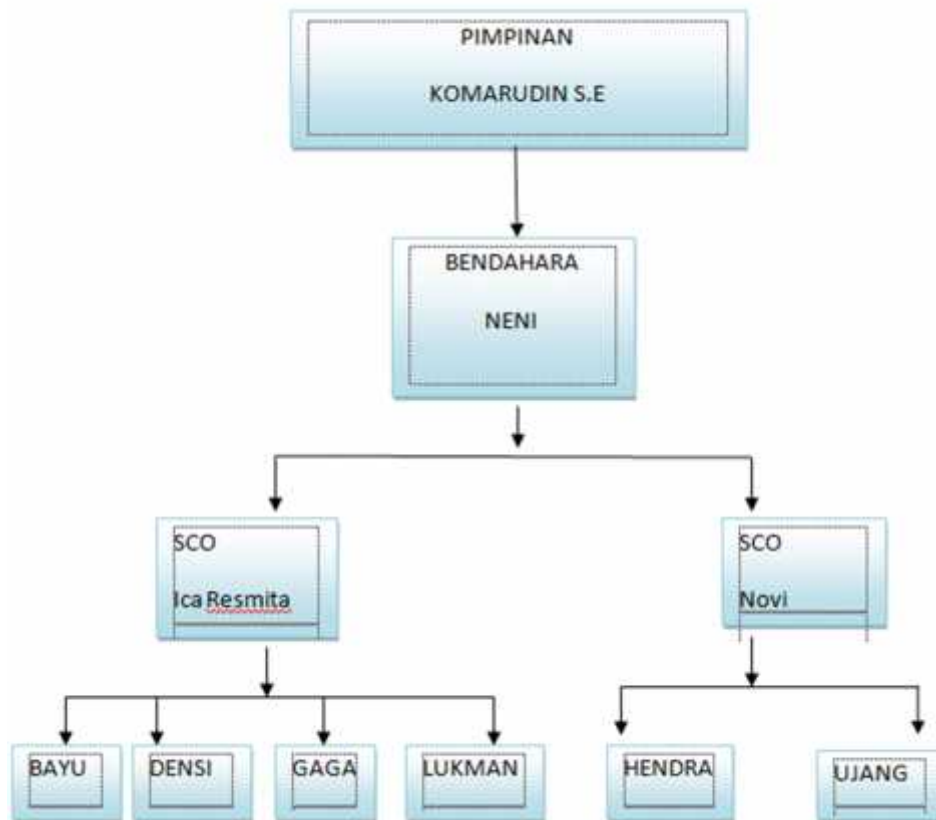 PIMPINAN
KOMARUDIN S.E
BENDAHARA
NENI
SCO
Ica Resmita
SCO
Novi
BAYU
DENSI
GAGA
LUKMAN
HENDRA
UJANG